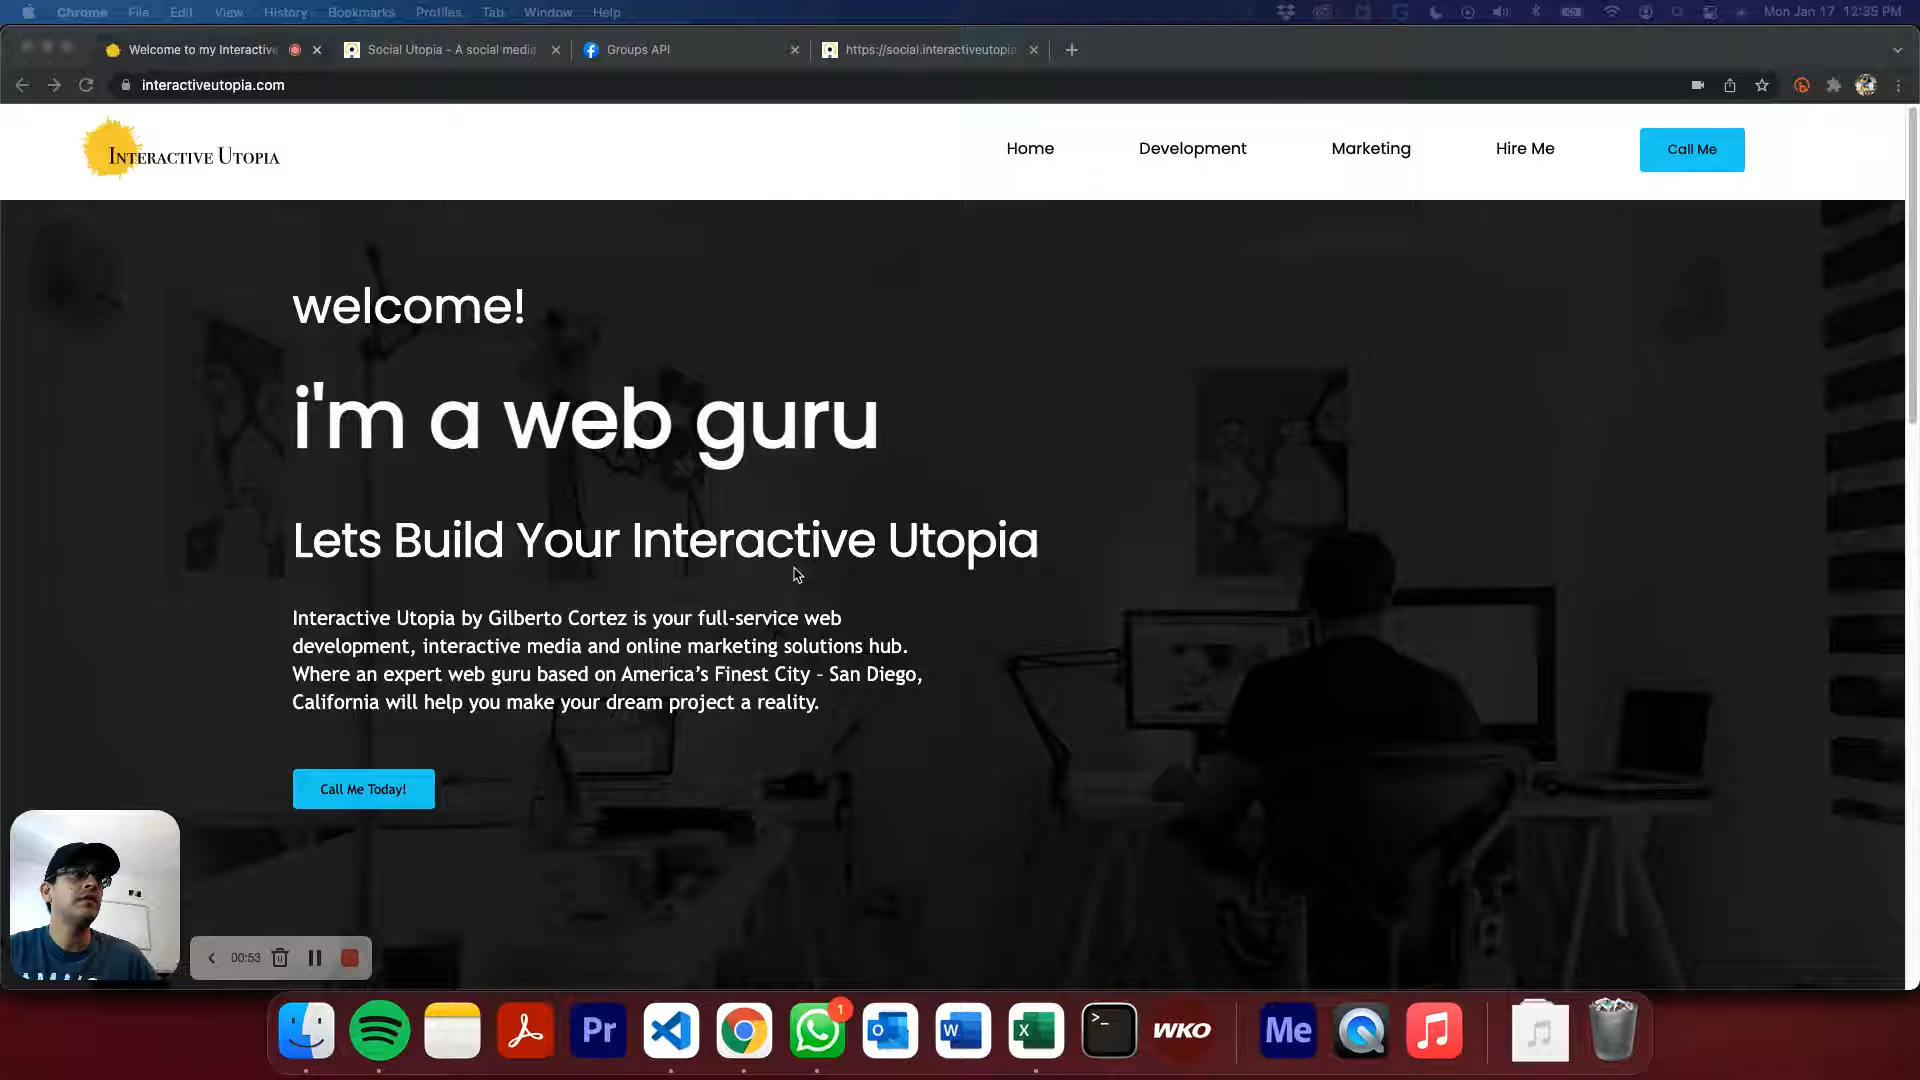 Chrome File Edit View History Bookmarks Profiles Tab Window Help Mon Jan 17 12:35 PM
Welcome to my Interactive Social Utopia - A social media Groups API https://social.interactiveutopia
interactiveutopia.com
Interactive Utopia Home Development Marketing Hire Me Call Me
welcome!
i'm a web guru
Lets Build Your Interactive Utopia
Interactive Utopia by Gilberto Cortez is your full-service web
development, interactive media and online marketing solutions hub.
Where an expert web guru based on America's Finest City - San Diego,
California will help you make your dream project a reality.
Call Me Today!
00:53
1
Pr O W X >_ WKO Me